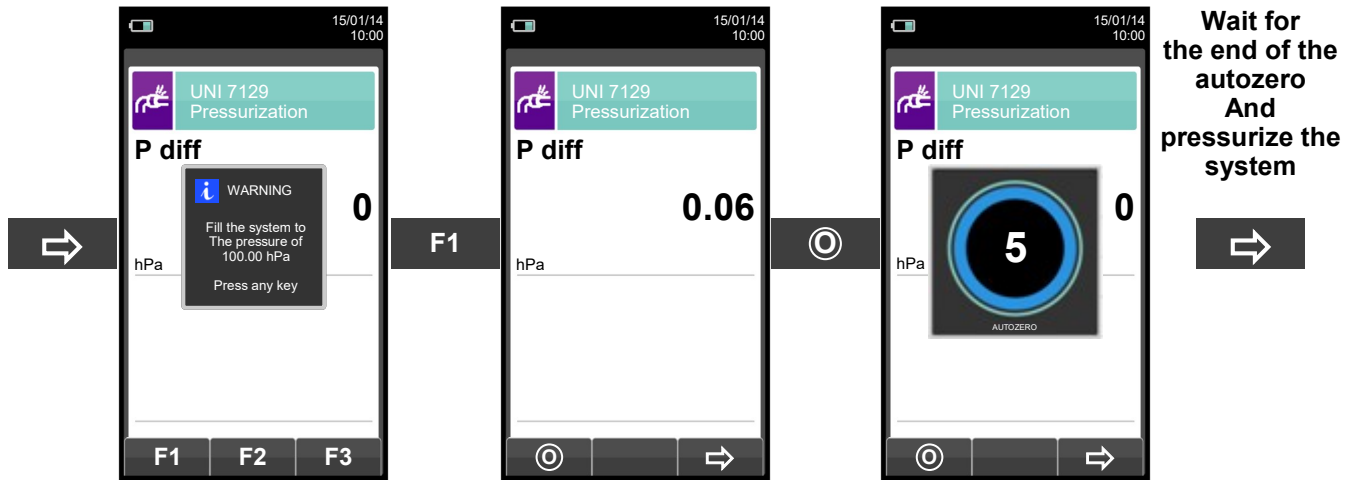 15/01/14
10:00
UNI 7129
Pressurization
P diff
WARNING
Fill the system to
The pressure of
100.00 hPa
Press any key
0
hPa
F1 F2 F3
F1
15/01/14
10:00
UNI 7129
Pressurization
P diff
0.06
hPa
15/01/14
10:00
UNI 7129
Pressurization
P diff
0
5
hPa
AUTOZERO
Wait for
the end of the
autozero
And
pressurize the
system